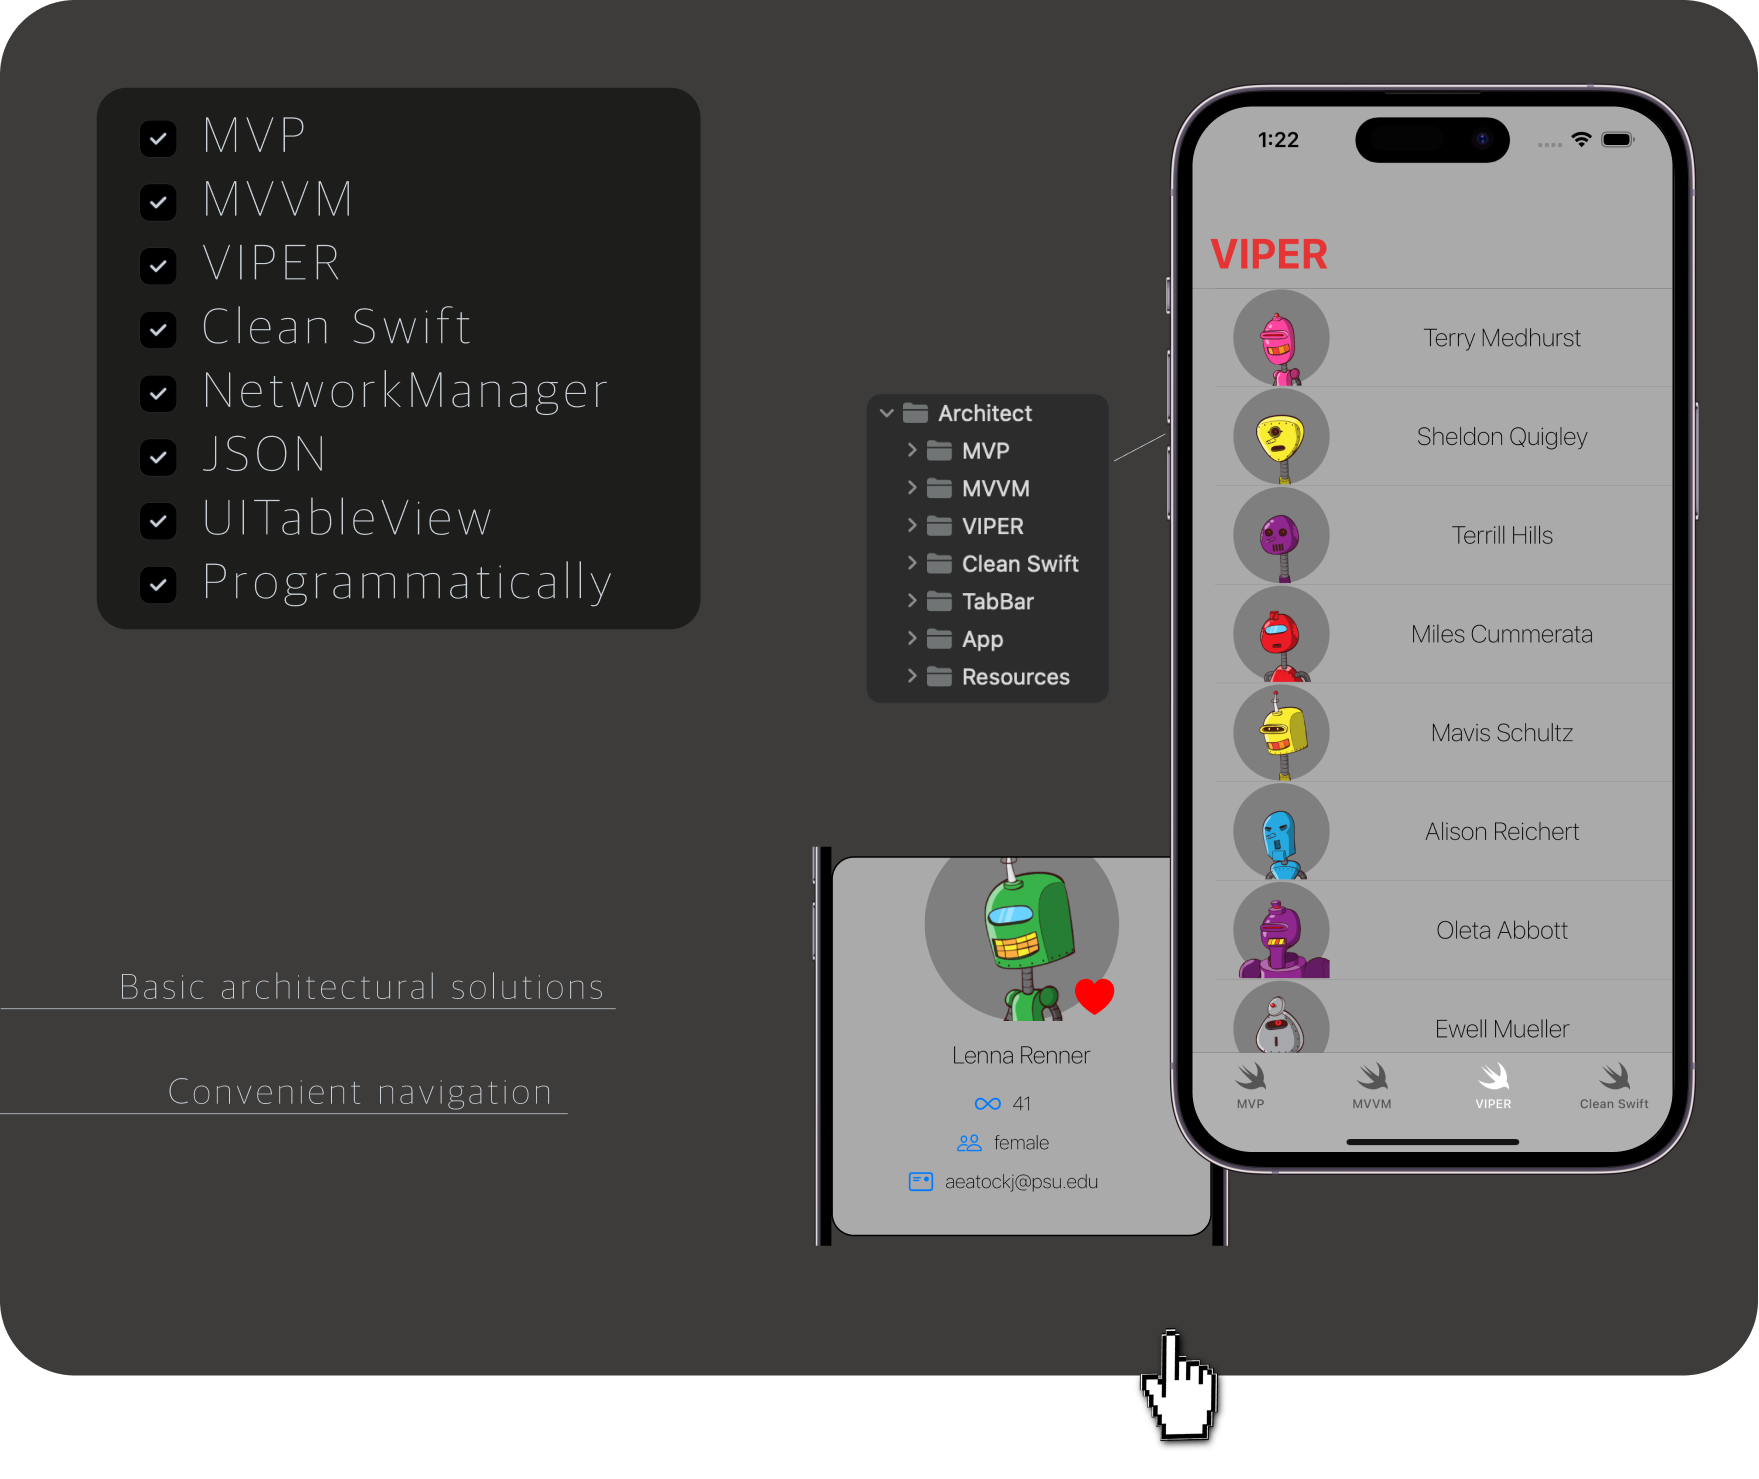 MVP
MVVM
VIPER
Clean Swift
NetworkManager
JSON
UITableView
Programmatically
Architect
MVP
MVVM
VIPER
Clean Swift
TabBar
App
Resources
Basic architectural solutions
Convenient navigation
Lenna Renner
41
female
aeatockj@psu.edu
1:22
VIPER
Terry Medhurst
Sheldon Quigley
Terrill Hills
Miles Cummerata
Mavis Schultz
Alison Reichert
Oleta Abbott
Ewell Mueller
MVP MVVM VIPER Clean Swift